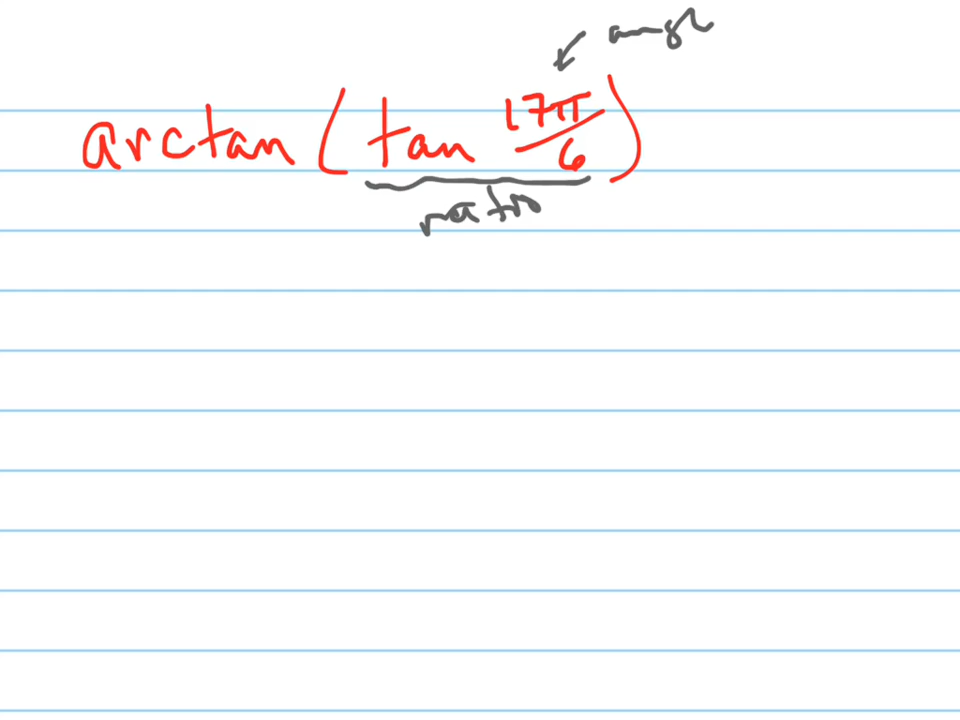 angle
arctan ( tan 17π/6 )
ratio